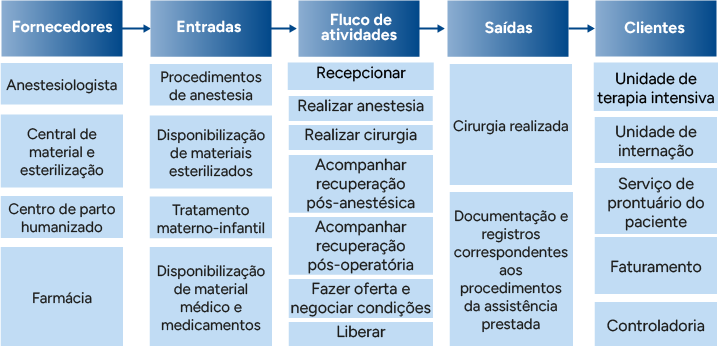 Fornecedores
Entradas
Fluco de
atividades
Saídas
Clientes
Anestesiologista
Central de
material e
esterilização
Centro de parto
humanizado
Farmácia
Procedimentos
de anestesia
Disponibilização
de materiais
esterilizados
Tratamento
materno-infantil
Disponibilização
de material
médico e
medicamentos
Recepcionar
Realizar anestesia
Realizar cirurgia
Acompanhar
recuperação
pós-anestésica
Acompanhar
recuperação
pós-operatória
Fazer oferta e
negociar condições
Liberar
Cirurgia realizada
Documentação e
registros
correspondentes
aos
procedimentos
da assistência
prestada
Unidade de
terapia intensiva
Unidade de
internação
Serviço de
prontuário do
paciente
Faturamento
Controladoria